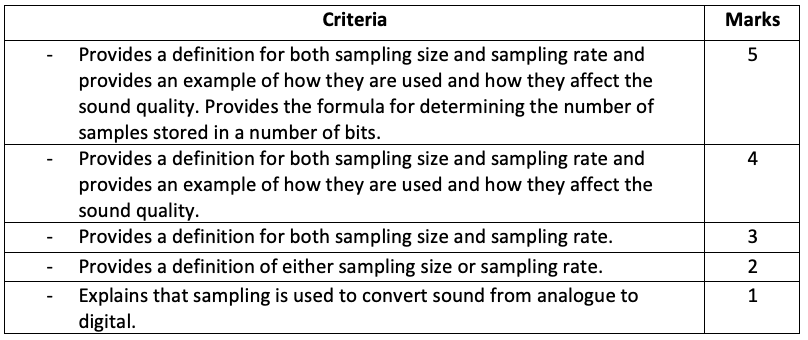 Criteria Marks
- Provides a definition for both sampling size and sampling rate and 5
provides an example of how they are used and how they affect the
sound quality. Provides the formula for determining the number of
samples stored in a number of bits.
- Provides a definition for both sampling size and sampling rate and 4
provides an example of how they are used and how they affect the
sound quality.
- Provides a definition for both sampling size and sampling rate. 3
- Provides a definition of either sampling size or sampling rate. 2
- Explains that sampling is used to convert sound from analogue to 1
digital.